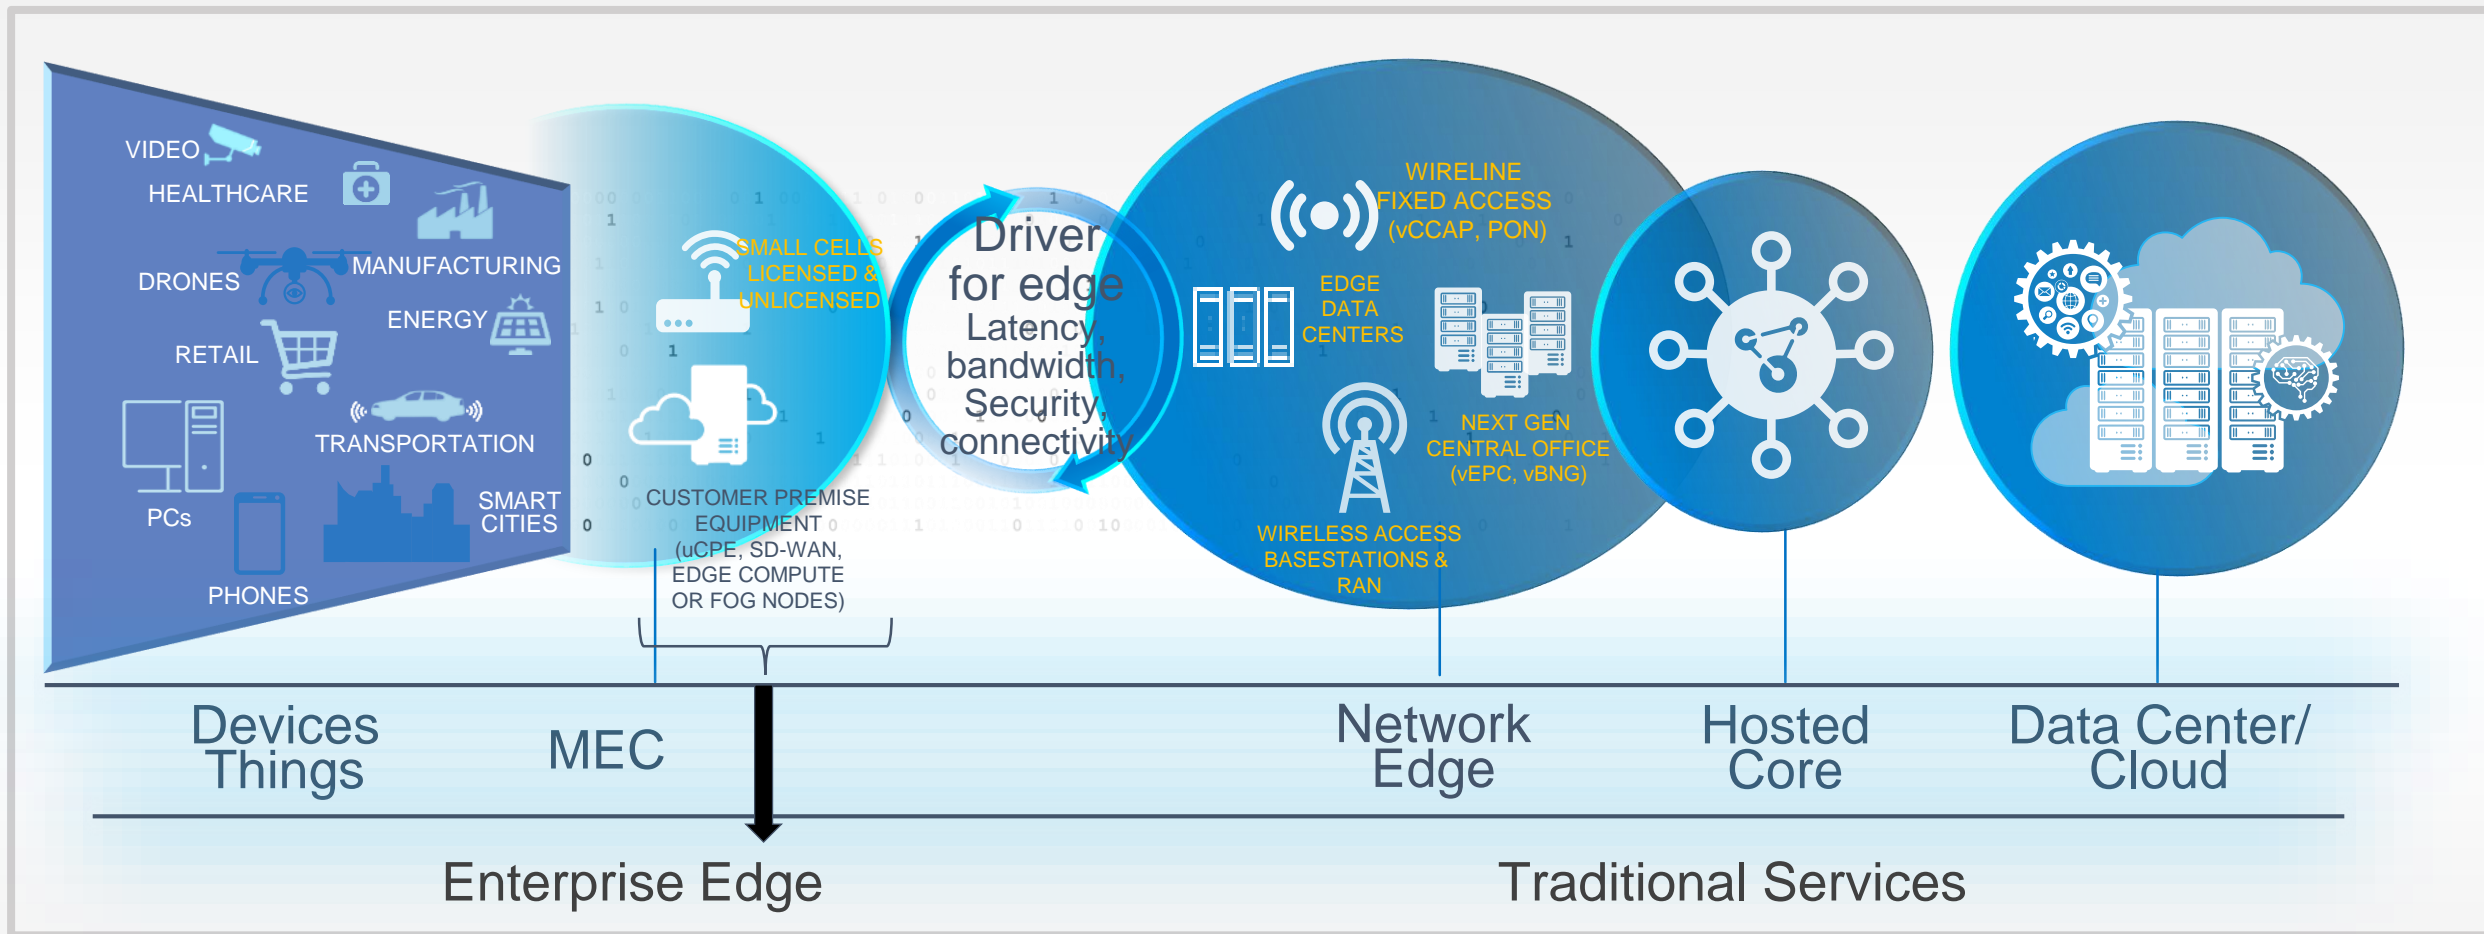 VIDEO
HEALTHCARE
DRONES
MANUFACTURING
ENERGY
RETAIL
TRANSPORTATION
PCs
SMART
CITIES
PHONES
SMALL CELLS
LICENSED &
UNLICENSED
CUSTOMER PREMISE
EQUIPMENT
(uCPE, SD-WAN,
EDGE COMPUTE
OR FOG NODES)
Driver
for edge
Latency,
bandwidth,
Security,
connectivity
WIRELINE
FIXED ACCESS
(vCCAP, PON)
EDGE
DATA
CENTERS
NEXT GEN
CENTRAL OFFICE
(vEPC, vBNG)
WIRELESS ACCESS
BASESTATIONS &
RAN
Devices
Things
MEC
Network
Edge
Hosted
Core
Data Center/
Cloud
Enterprise Edge
Traditional Services